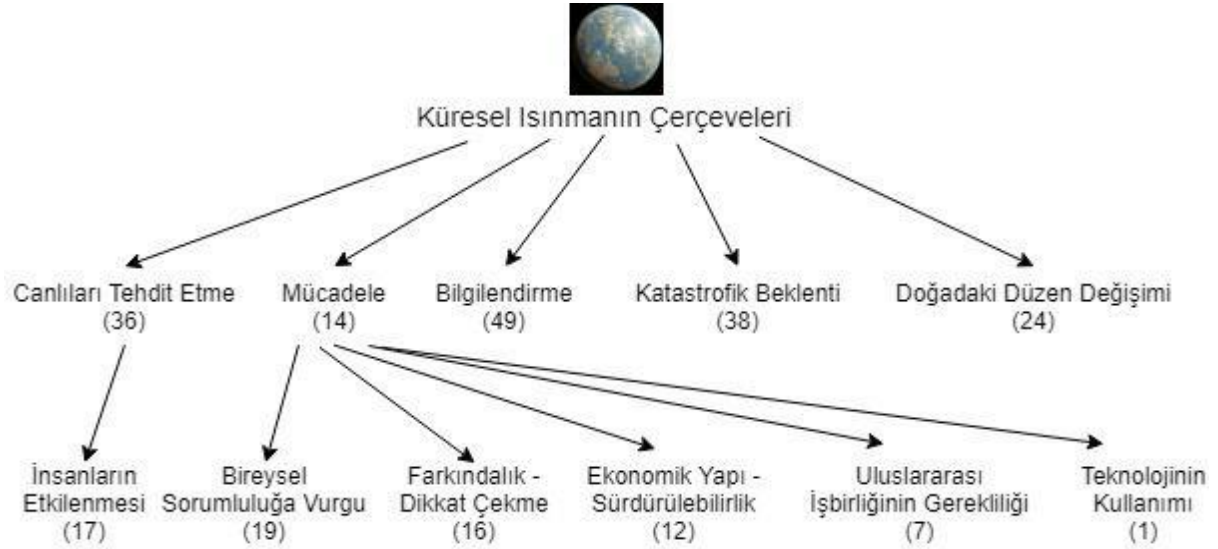 Küresel Isınmanın Çerçeveleri
Canlıları Tehdit Etme
(36)
Mücadele
(14)
Bilgilendirme
(49)
Katastrofik Beklenti
(38)
Doğadaki Düzen Değişimi
(24)
İnsanların
Etkilenmesi
(17)
Bireysel
Sorumluluğa Vurgu
(19)
Farkındalık -
Dikkat Çekme
(16)
Ekonomik Yapı -
Sürdürülebilirlik
(12)
Uluslararası
İşbirliğinin Gerekliliği
(7)
Teknolojinin
Kullanımı
(1)